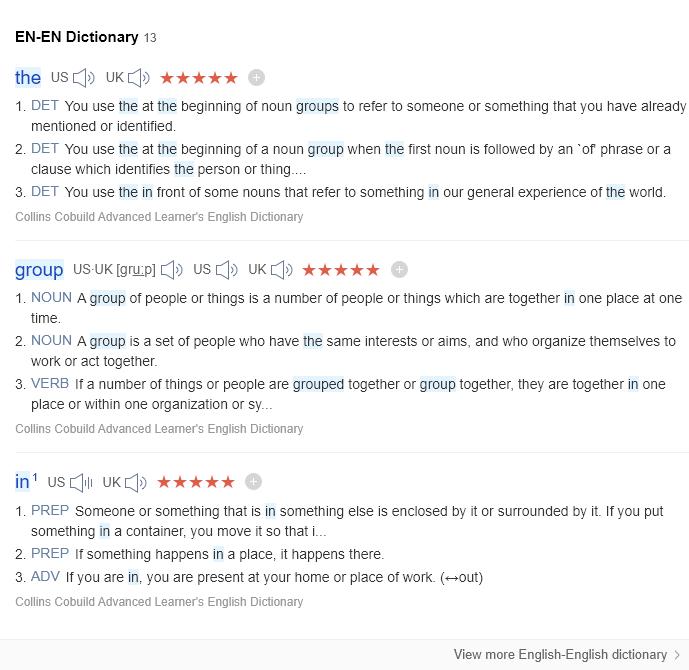 EN-EN Dictionary 13
the US UK ★★★★★
1. DET You use the at the beginning of noun groups to refer to someone or something that you have already
mentioned or identified.
2. DET You use the at the beginning of a noun group when the first noun is followed by an `of' phrase or a
clause which identifies the person or thing....
3. DET You use the in front of some nouns that refer to something in our general experience of the world.
Collins Cobuild Advanced Learner's English Dictionary
group US·UK [gruːp] US UK ★★★★★
1. NOUN A group of people or things is a number of people or things which are together in one place at one
time.
2. NOUN A group is a set of people who have the same interests or aims, and who organize themselves to
work or act together.
3. VERB If a number of things or people are grouped together or group together, they are together in one
place or within one organization or sy...
Collins Cobuild Advanced Learner's English Dictionary
in 1 US UK ★★★★★
1. PREP Someone or something that is in something else is enclosed by it or surrounded by it. If you put
something in a container, you move it so that i...
2. PREP If something happens in a place, it happens there.
3. ADV If you are in, you are present at your home or place of work. (↔out)
Collins Cobuild Advanced Learner's English Dictionary
View more English-English dictionary >